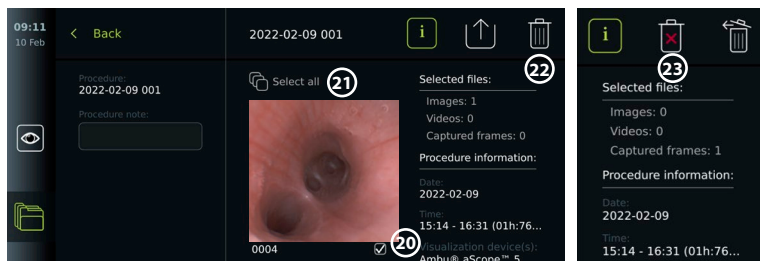 09:11
10 Feb
Back
2022-02-09 001
i
22
Procedure:
2022-02-09 001
Procedure note:
Select all
21
0004
20
Selected files:
Images: 1
Videos: 0
Captured frames: 0
Procedure information:
Date:
2022-02-09
Time:
15:14 - 16:31 (01h:76...
Visualization device(s):
Ambu® aScope™ 5
i
23
Selected files:
Images: 0
Videos: 0
Captured frames: 1
Procedure information:
Date:
2022-02-09
Time:
15:14 - 16:31 (01h:76...